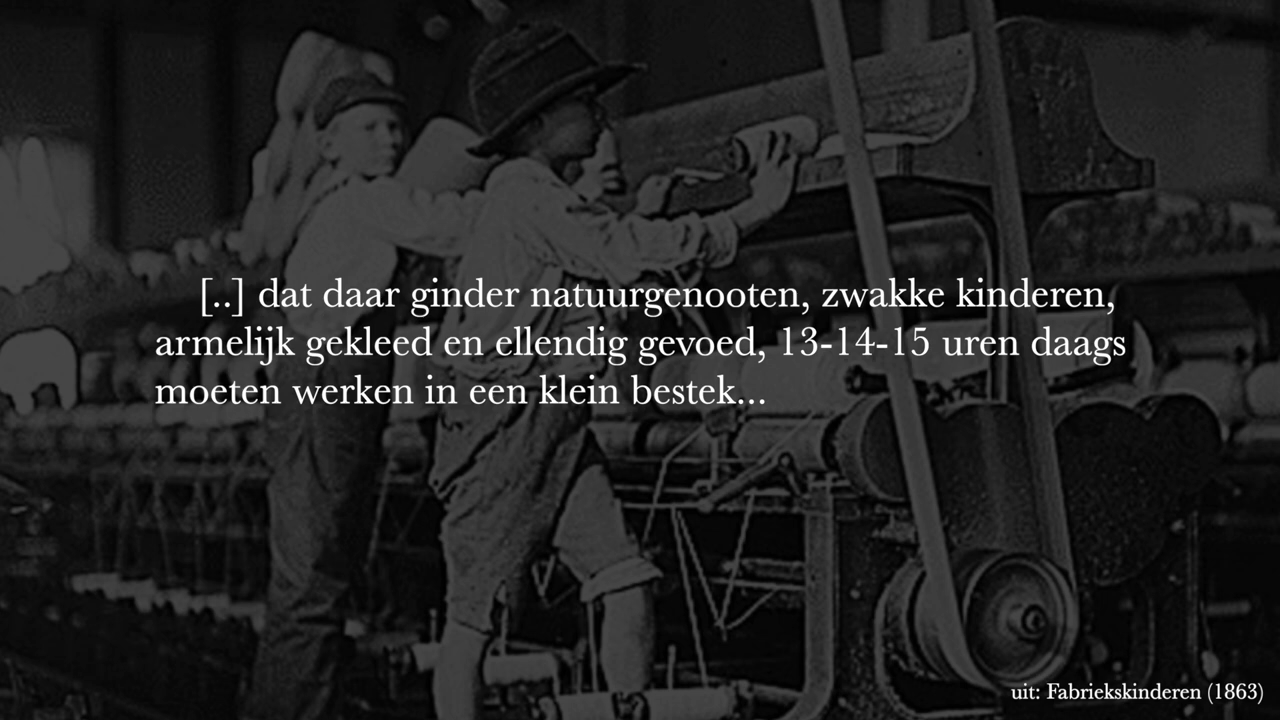 [..] dat daar ginder natuurgenooten, zwakke kinderen,
armelijk gekleed en ellendig gevoed, 13-14-15 uren daags
moeten werken in een klein bestek...
uit: Fabriekskinderen (1863)